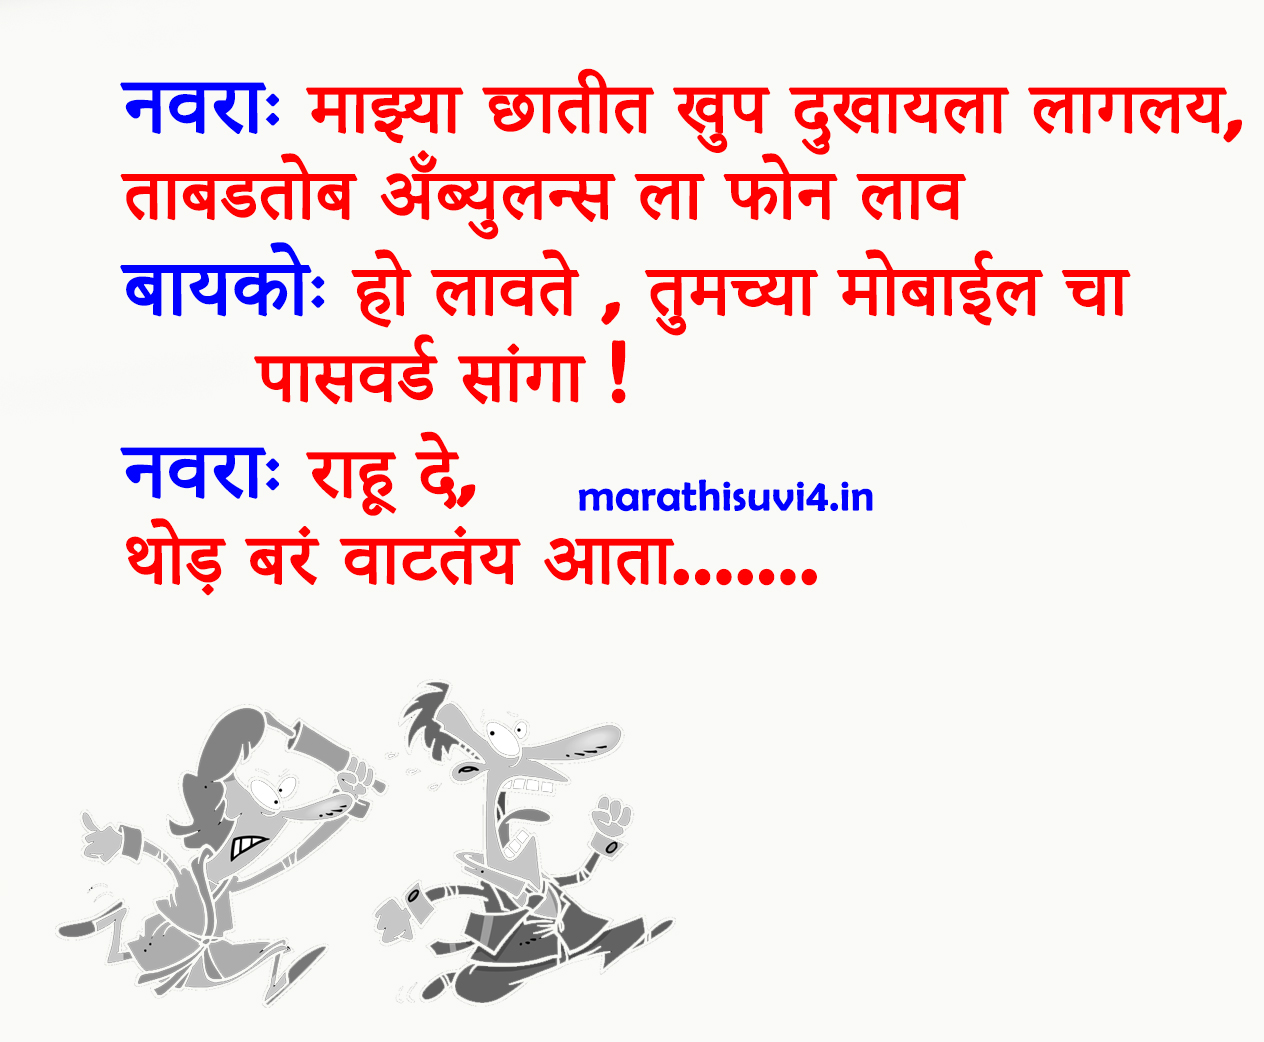 नवराः माझ्या छातीत खुप दुखायला लागलय,
ताबडतोब अँब्युलन्स ला फोन लाव
बायकोः हो लावते , तुमच्या मोबाईल चा
पासवर्ड सांगा !
नवराः राहू दे,
marathisuvi4.in
थोड़ बरं वाटतंय आता.......